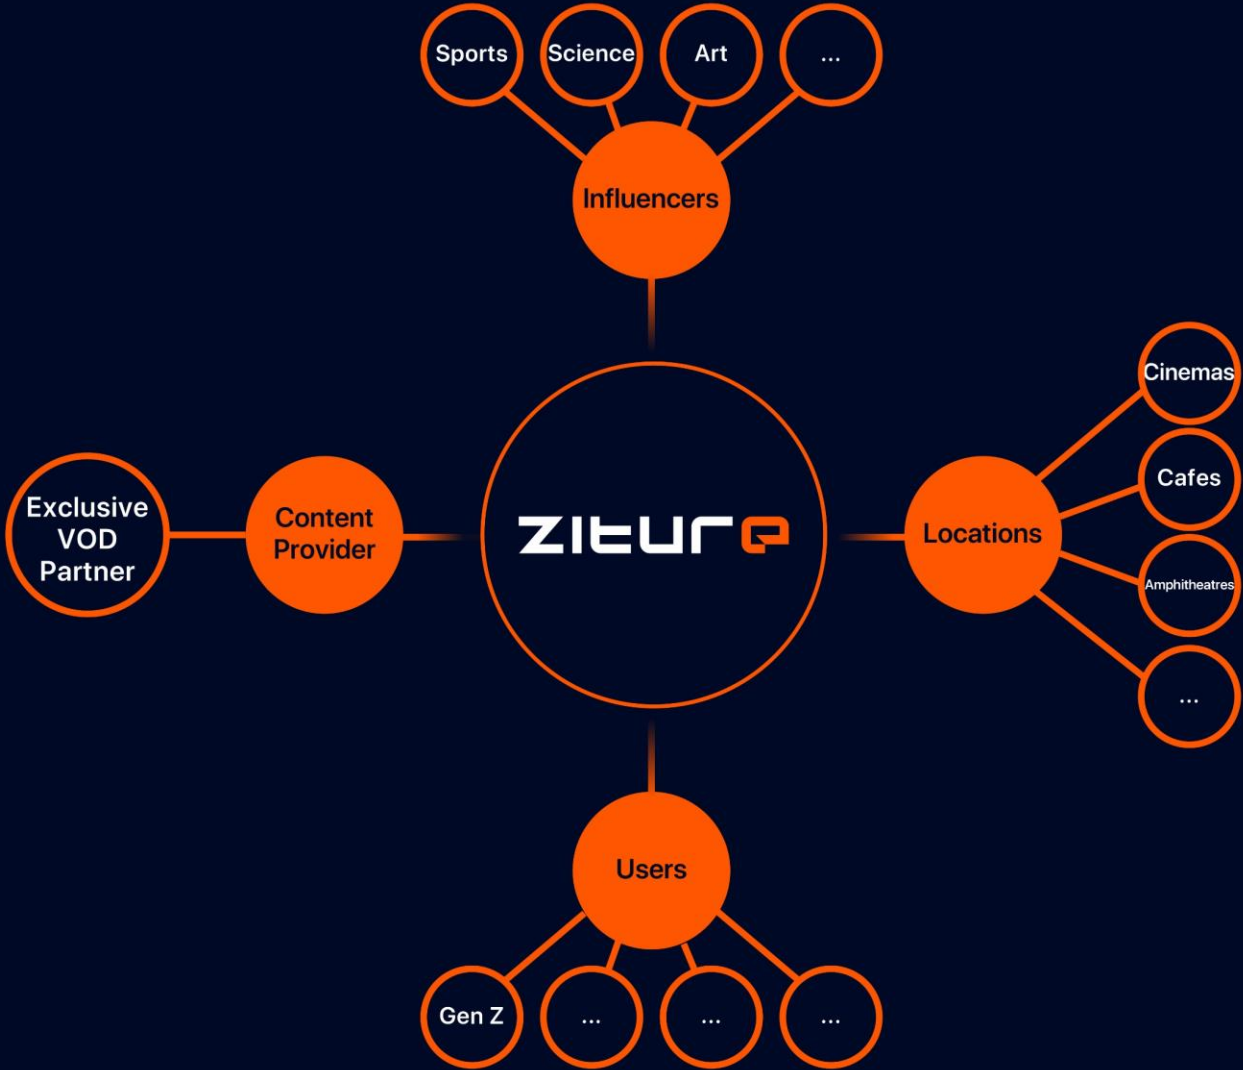 Sports
Science
Art
...
Influencers
Cinemas
Cafes
Amphitheatres
...
Locations
Exclusive
VOD
Partner
Content
Provider
ziture
Users
Gen Z
...
...
...